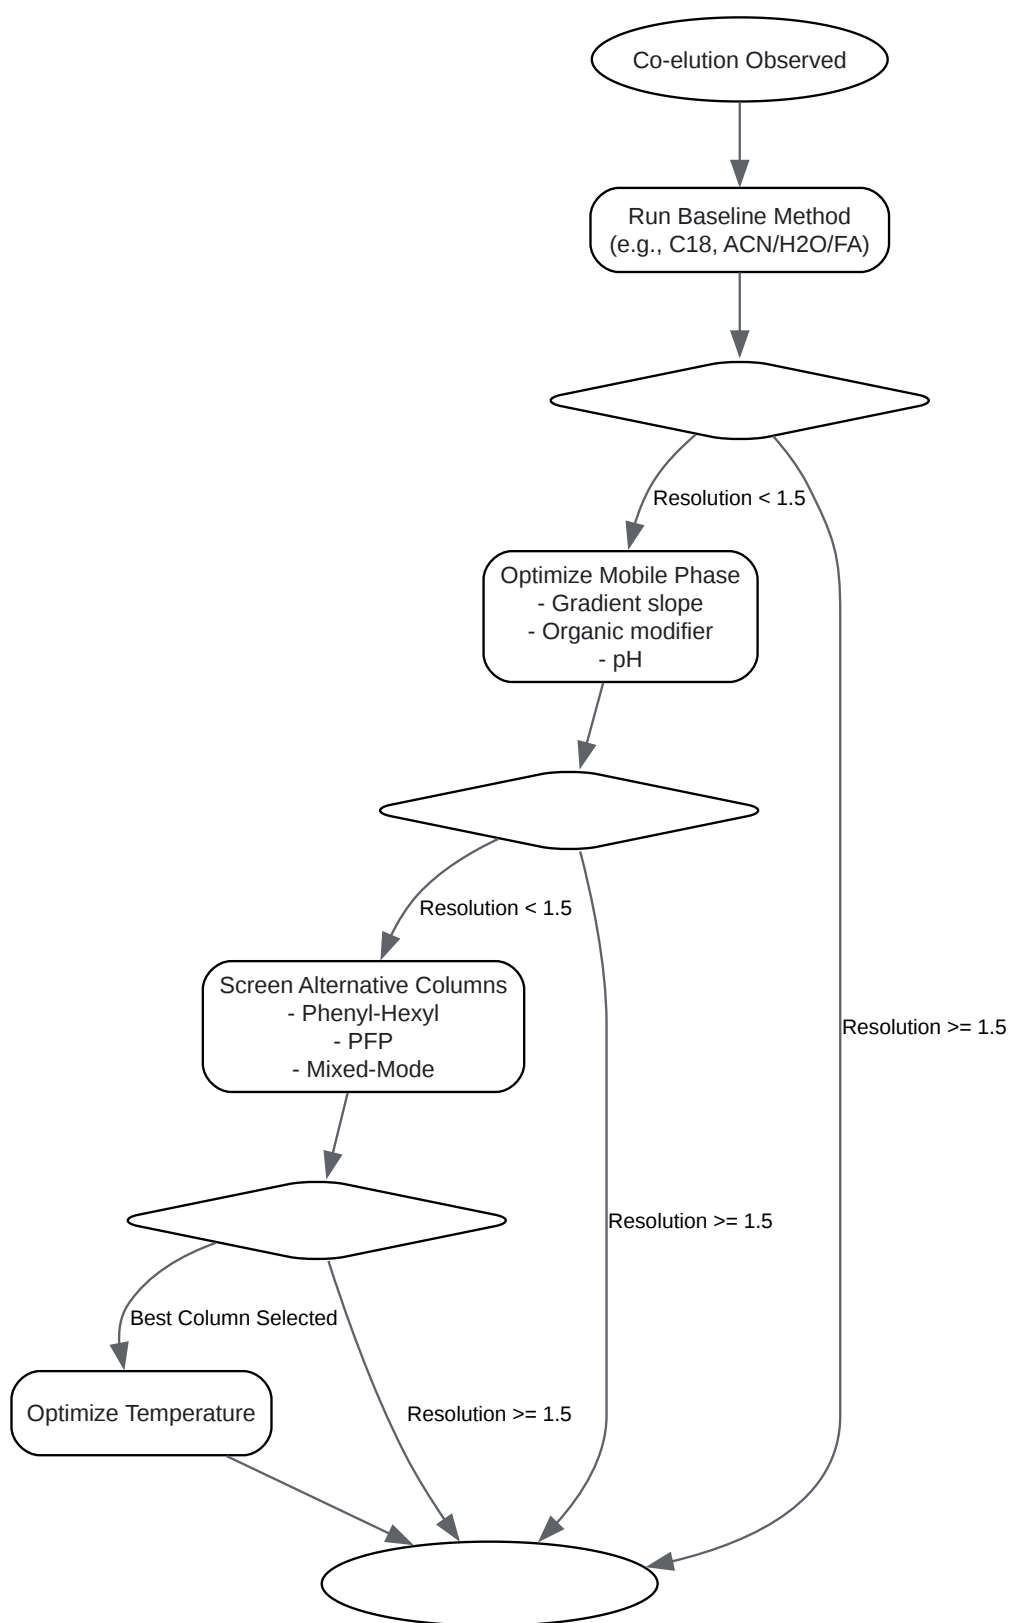 Co-elution Observed
Run Baseline Method
(e.g., C18, ACN/H2O/FA)
Resolution < 1.5
Optimize Mobile Phase
- Gradient slope
- Organic modifier
- pH
Resolution < 1.5
Screen Alternative Columns
- Phenyl-Hexyl
- PFP
- Mixed-Mode
Resolution >= 1.5
Resolution >= 1.5
Best Column Selected
Optimize Temperature
Resolution >= 1.5